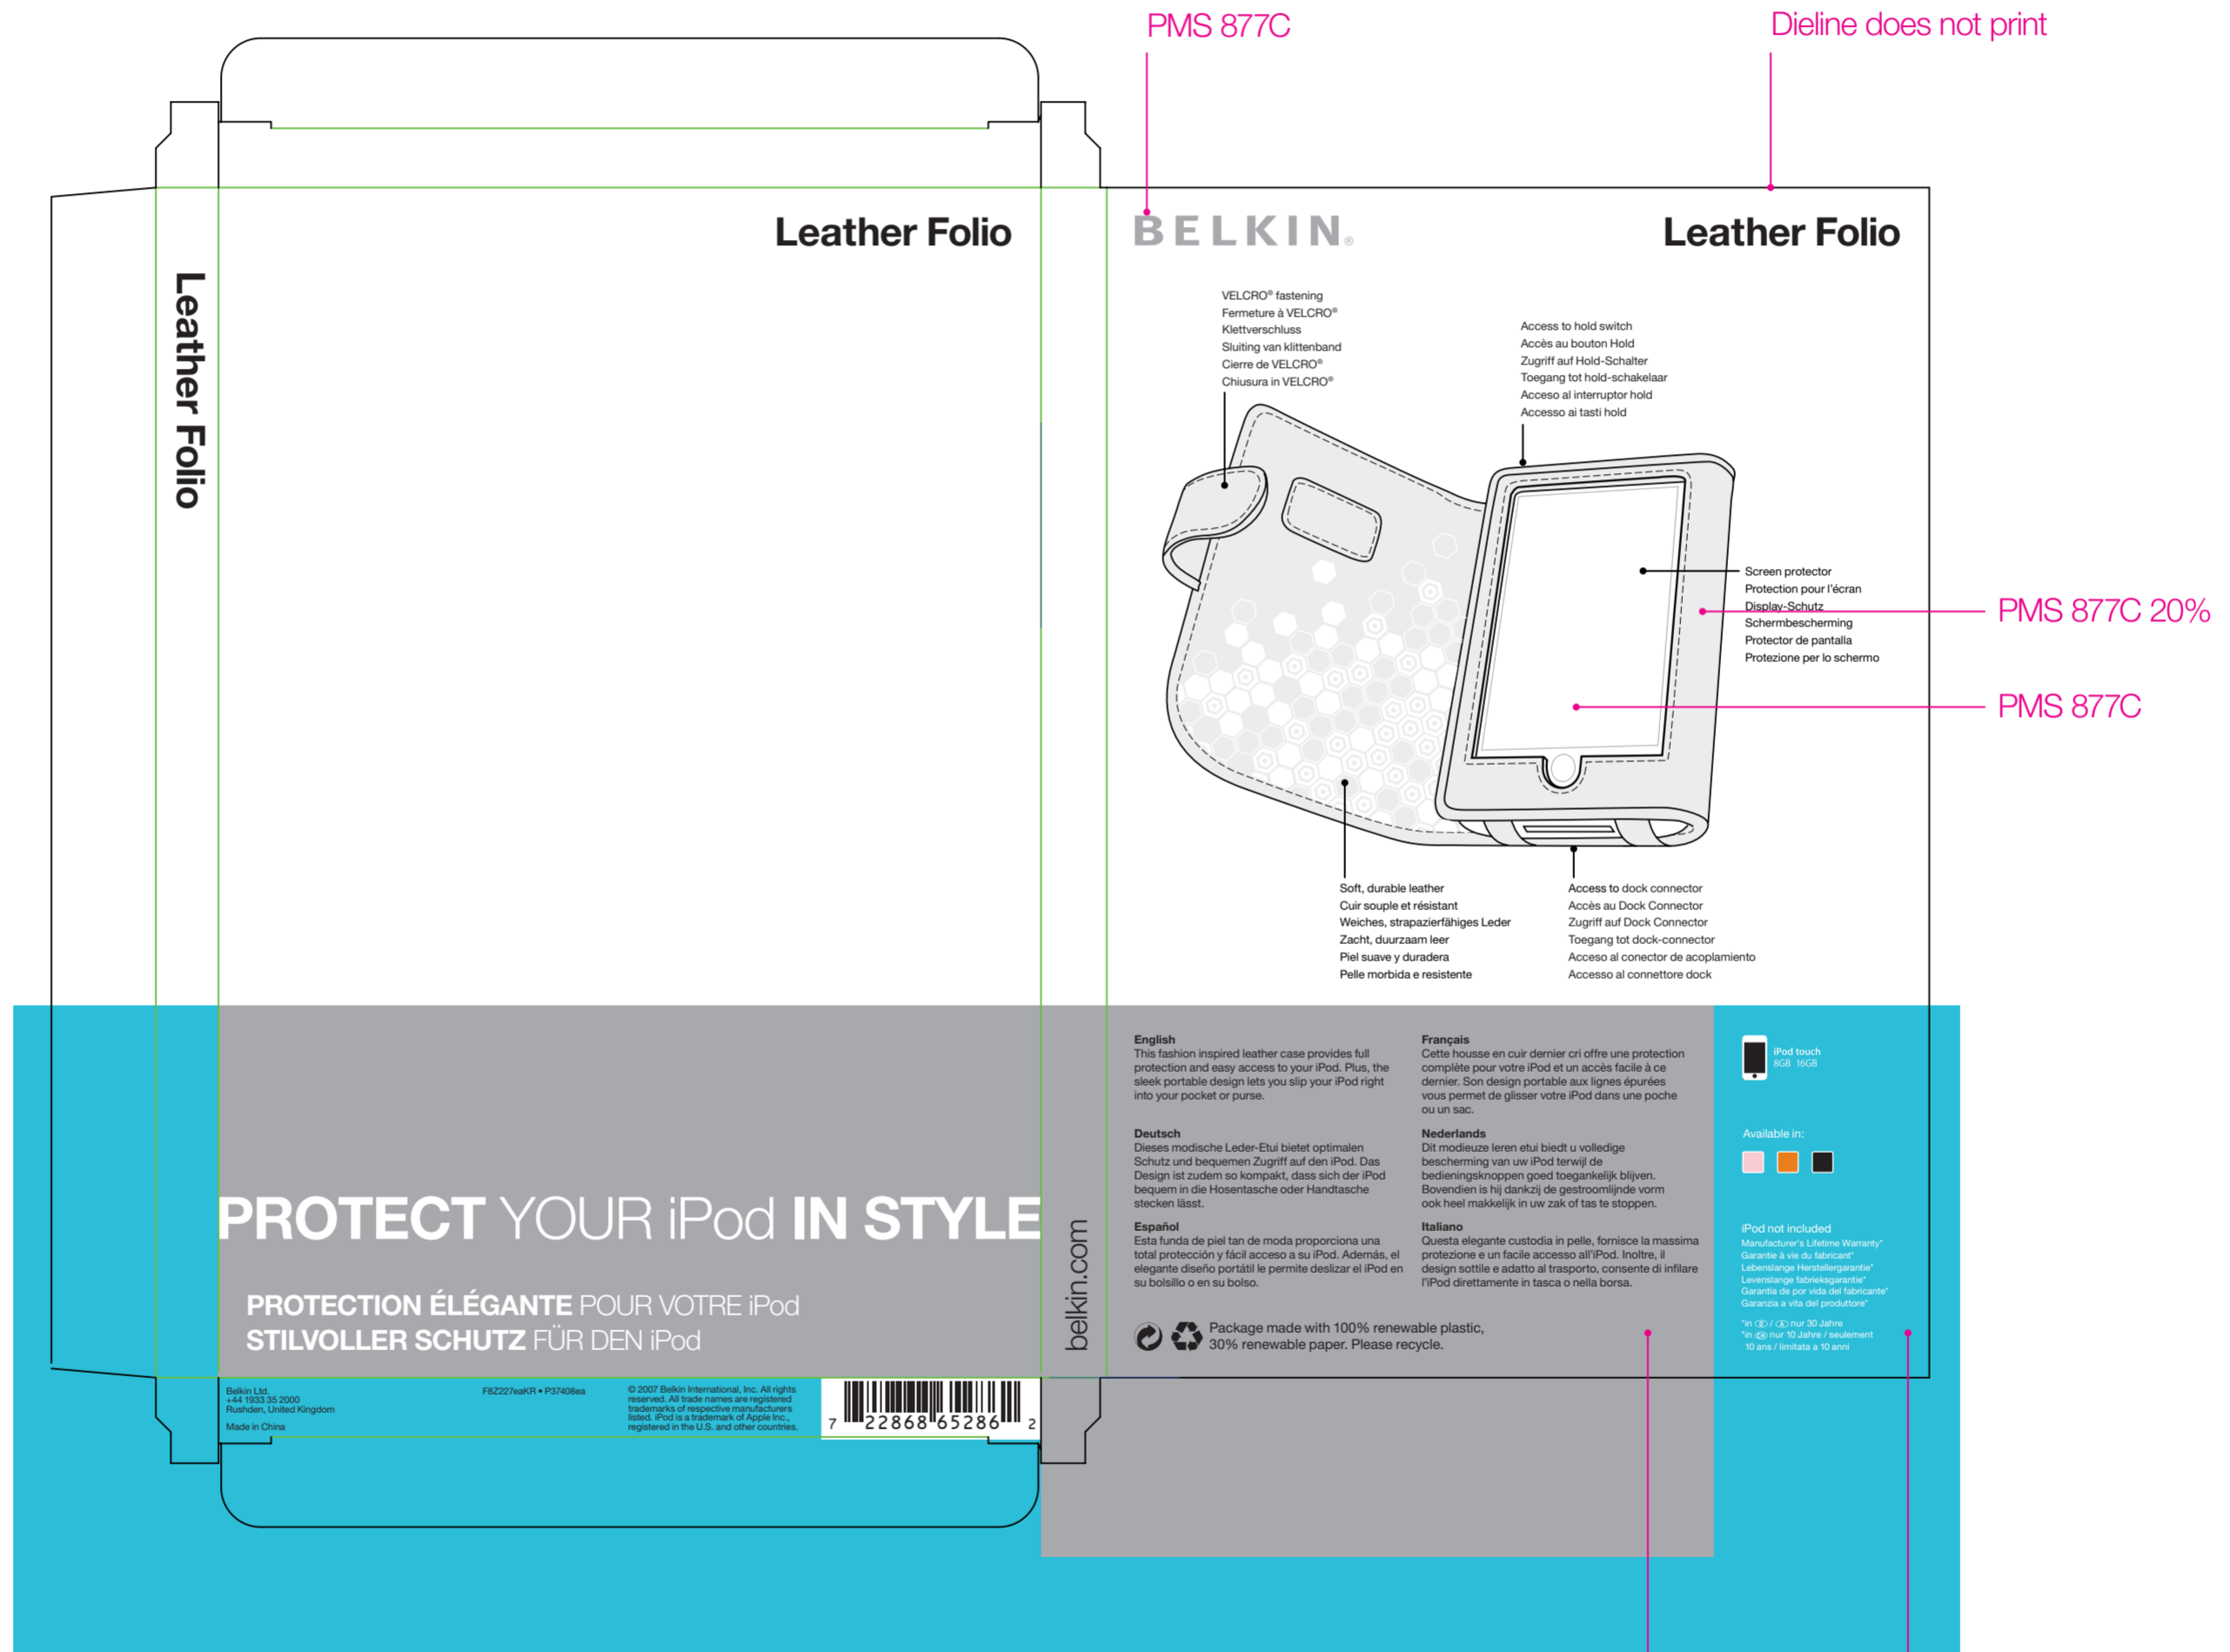 PMS 877C
Dieline does not print
Leather Folio
Leather Folio
BELKIN®
Leather Folio
VELCRO® fastening
Fermeture à VELCRO®
Klettverschluss
Sluiting van klittenband
Cierre de VELCRO®
Chiusura in VELCRO®
Access to hold switch
Accès au bouton Hold
Zugriff auf Hold-Schalter
Toegang tot hold-schakelaar
Acceso al interruptor hold
Accesso ai tasti hold
Screen protector
Protection pour l'écran
Display-Schutz
Schermbescherming
Protector de pantalla
Protezione per lo schermo
PMS 877C 20%
PMS 877C
Soft, durable leather
Cuir souple et résistant
Weiches, strapazierfähiges Leder
Zacht, duurzaam leer
Piel suave y duradera
Pelle morbida e resistente
Access to dock connector
Accès au Dock Connector
Zugriff auf Dock Connector
Toegang tot dock-connector
Acceso al conector de acoplamiento
Accesso al connettore dock
PROTECT YOUR iPod IN STYLE
PROTECTION ÉLÉGANTE POUR VOTRE iPod
STILVOLLER SCHUTZ FÜR DEN iPod
belkin.com
English
This fashion inspired leather case provides full
protection and easy access to your iPod. Plus, the
sleek portable design lets you slip your iPod right
into your pocket or purse.
Français
Cette housse en cuir dernier cri offre une protection
complète pour votre iPod et un accès facile à ce
dernier. Son design portable aux lignes épurées
vous permet de glisser votre iPod dans une poche
ou un sac.
Deutsch
Dieses modische Leder-Etui bietet optimalen
Schutz und bequemen Zugriff auf den iPod. Das
Design ist zudem so kompakt, dass sich der iPod
bequem in die Hosentasche oder Handtasche
stecken lässt.
Nederlands
Dit modieuze leren etui biedt u volledige
bescherming van uw iPod terwijl de
bedieningsknoppen goed toegankelijk blijven.
Bovendien is hij dankzij de gestroomlijnde vorm
ook heel makkelijk in uw zak of tas te stoppen.
Español
Esta funda de piel tan de moda proporciona una
total protección y fácil acceso a su iPod. Además, el
elegante diseño portátil le permite deslizar el iPod en
su bolsillo o en su bolso.
Italiano
Questa elegante custodia in pelle, fornisce la massima
protezione e un facile accesso all'iPod. Inoltre, il
design sottile e adatto al trasporto, consente di infilare
l'iPod direttamente in tasca o nella borsa.
Package made with 100% renewable plastic,
30% renewable paper. Please recycle.
iPod touch
8GB 16GB
Available in:
iPod not included
Manufacturer's Lifetime Warranty*
Garantie à vie du fabricant*
Lebenslange Herstellergarantie*
Levenslange fabrieksgarantie*
Garantía de por vida del fabricante*
Garanzia a vita del produttore*
*in D / A nur 30 Jahre
*in CH nur 10 Jahre / seulement
10 ans / limitata a 10 anni
Belkin Ltd.
+44 1933 35 2000
Rushden, United Kingdom
Made in China
F8Z227eaKR • P37408ea
© 2007 Belkin International, Inc. All rights
reserved. All trade names are registered
trademarks of respective manufacturers
listed. iPod is a trademark of Apple Inc.,
registered in the U.S. and other countries.
7 22868 65286 2